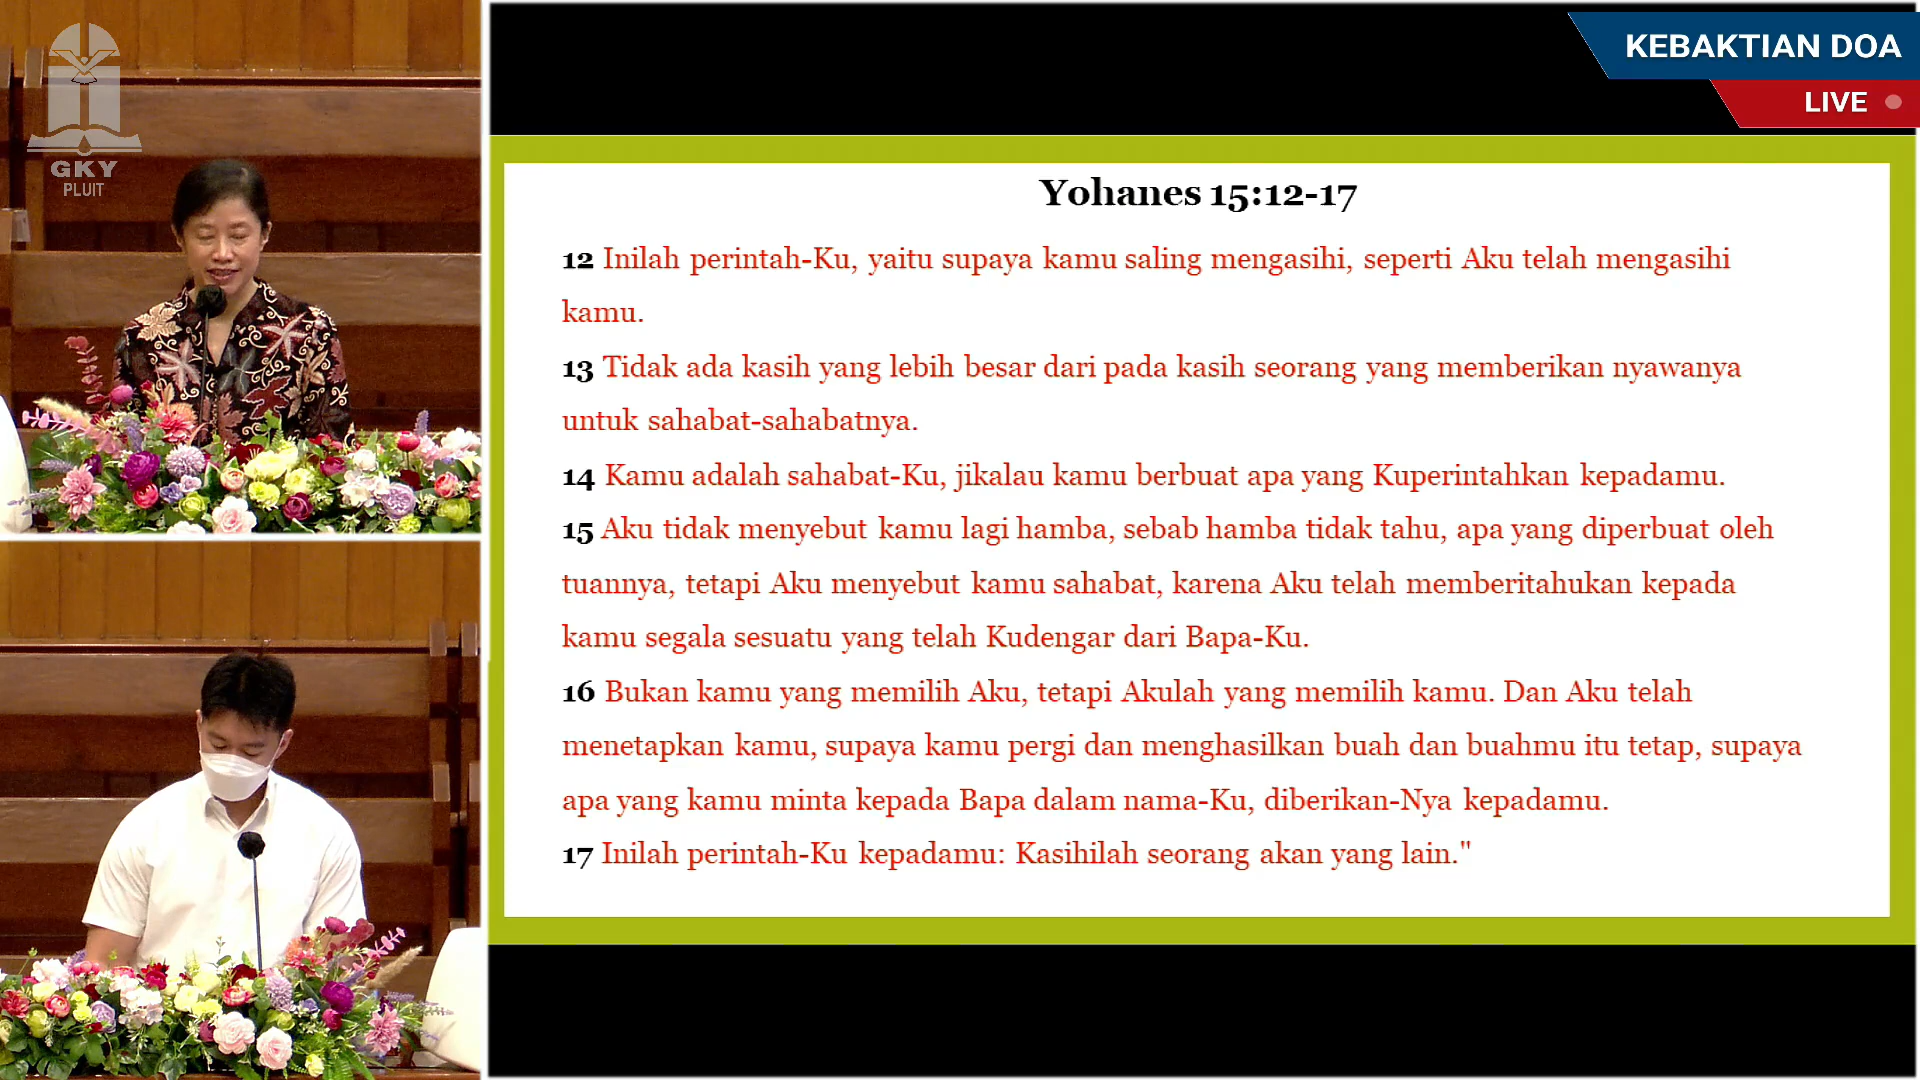 GKY
PLUIT
KEBAKTIAN DOA
LIVE
Yohanes 15:12-17
12 Inilah perintah-Ku, yaitu supaya kamu saling mengasihi, seperti Aku telah mengasihi
kamu.
13 Tidak ada kasih yang lebih besar dari pada kasih seorang yang memberikan nyawanya
untuk sahabat-sahabatnya.
14 Kamu adalah sahabat-Ku, jikalau kamu berbuat apa yang Kuperintahkan kepadamu.
15 Aku tidak menyebut kamu lagi hamba, sebab hamba tidak tahu, apa yang diperbuat oleh
tuannya, tetapi Aku menyebut kamu sahabat, karena Aku telah memberitahukan kepada
kamu segala sesuatu yang telah Kudengar dari Bapa-Ku.
16 Bukan kamu yang memilih Aku, tetapi Akulah yang memilih kamu. Dan Aku telah
menetapkan kamu, supaya kamu pergi dan menghasilkan buah dan buahmu itu tetap, supaya
apa yang kamu minta kepada Bapa dalam nama-Ku, diberikan-Nya kepadamu.
17 Inilah perintah-Ku kepadamu: Kasihilah seorang akan yang lain."